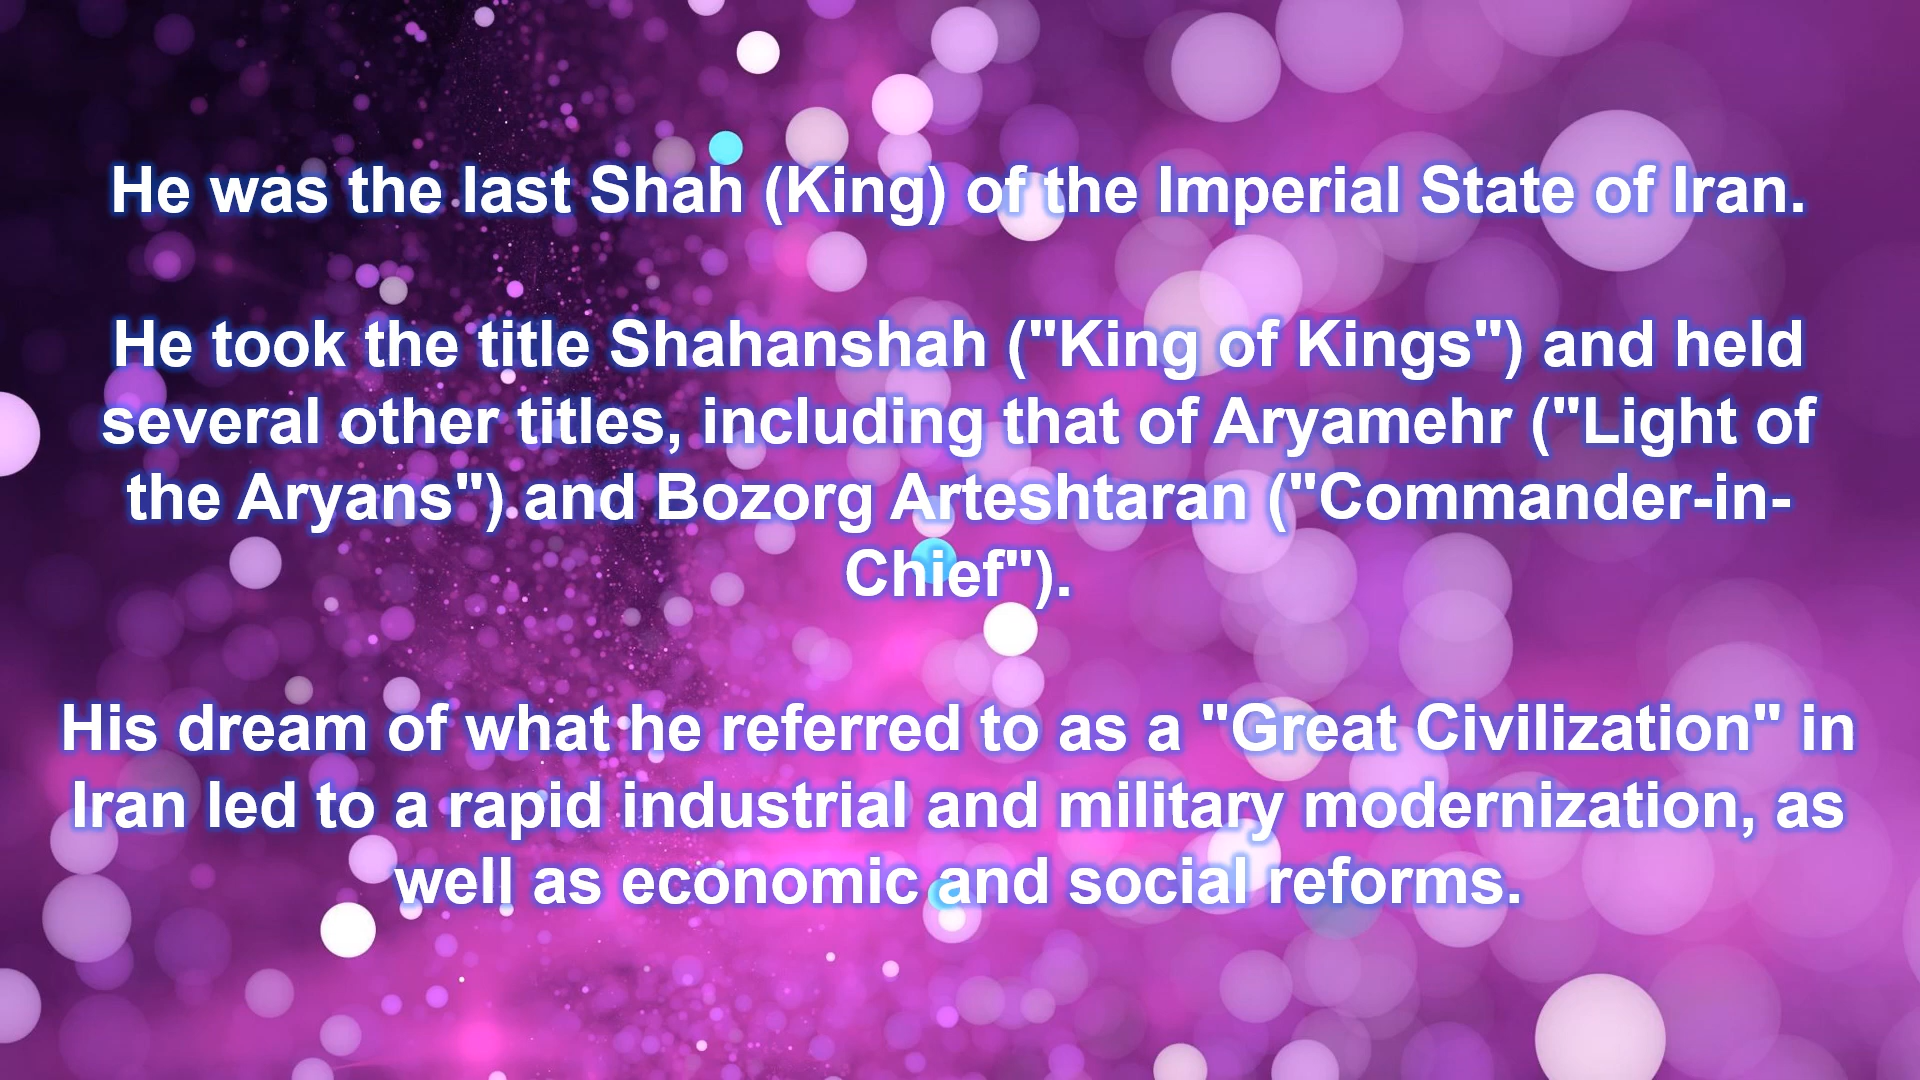 He was the last Shah (King) of the Imperial State of Iran.
He took the title Shahanshah ("King of Kings") and held
several other titles, including that of Aryamehr ("Light of
the Aryans") and Bozorg Arteshtaran ("Commander-in-
Chief").
His dream of what he referred to as a "Great Civilization" in
Iran led to a rapid industrial and military modernization, as
well as economic and social reforms.